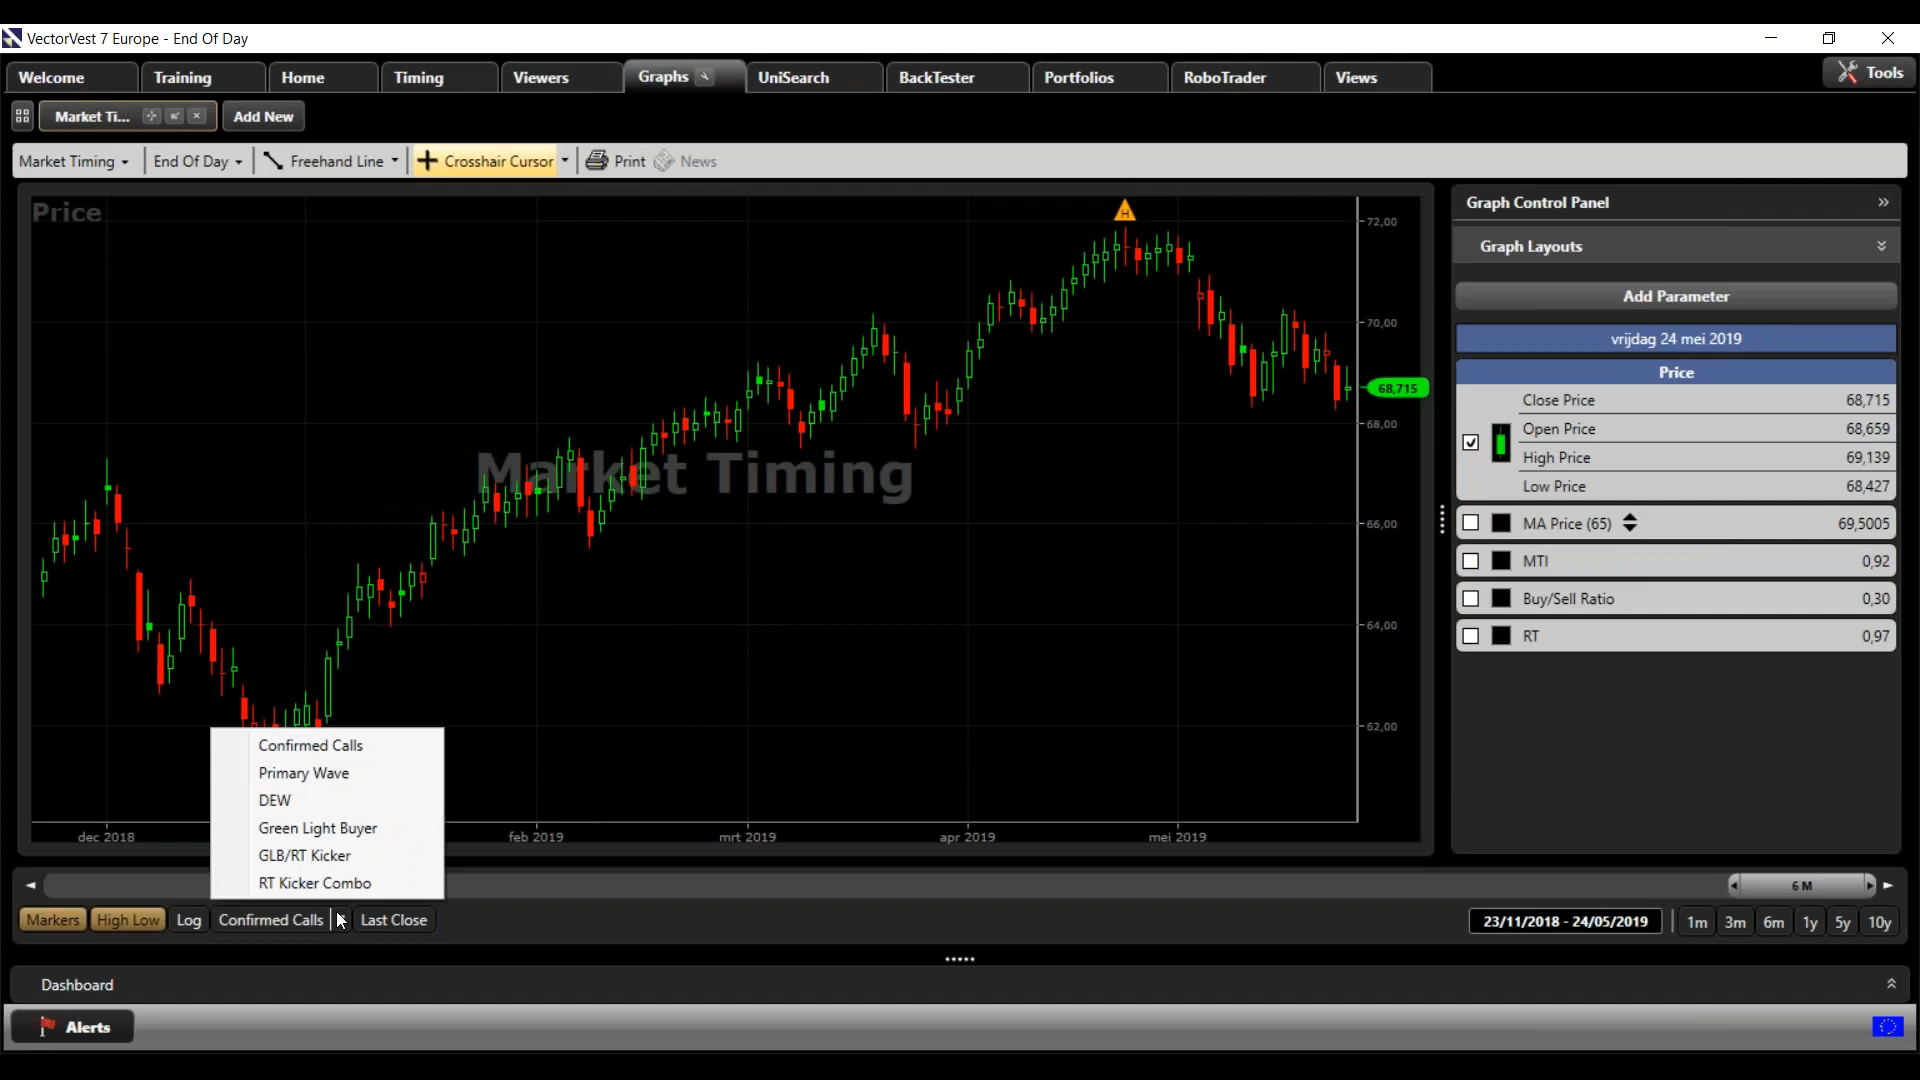 VectorVest 7 Europe - End Of Day
Welcome Training Home Timing Viewers Graphs UniSearch BackTester Portfolios RoboTrader Views Tools
Market Ti... Add New
Market Timing End Of Day Freehand Line Crosshair Cursor Print News
Price
H
72,00
70,00
68,715
68,00
66,00
64,00
62,00
Market Timing
dec 2018 feb 2019 mrt 2019 apr 2019 mei 2019
Graph Control Panel
Graph Layouts
Add Parameter
vrijdag 24 mei 2019
Price
Close Price 68,715
Open Price 68,659
High Price 69,139
Low Price 68,427
MA Price (65) 69,5005
MTI 0,92
Buy/Sell Ratio 0,30
RT 0,97
Confirmed Calls
Primary Wave
DEW
Green Light Buyer
GLB/RT Kicker
RT Kicker Combo
6 M
Markers High Low Log Confirmed Calls Last Close 23/11/2018 - 24/05/2019 1m 3m 6m 1y 5y 10y
Dashboard
Alerts